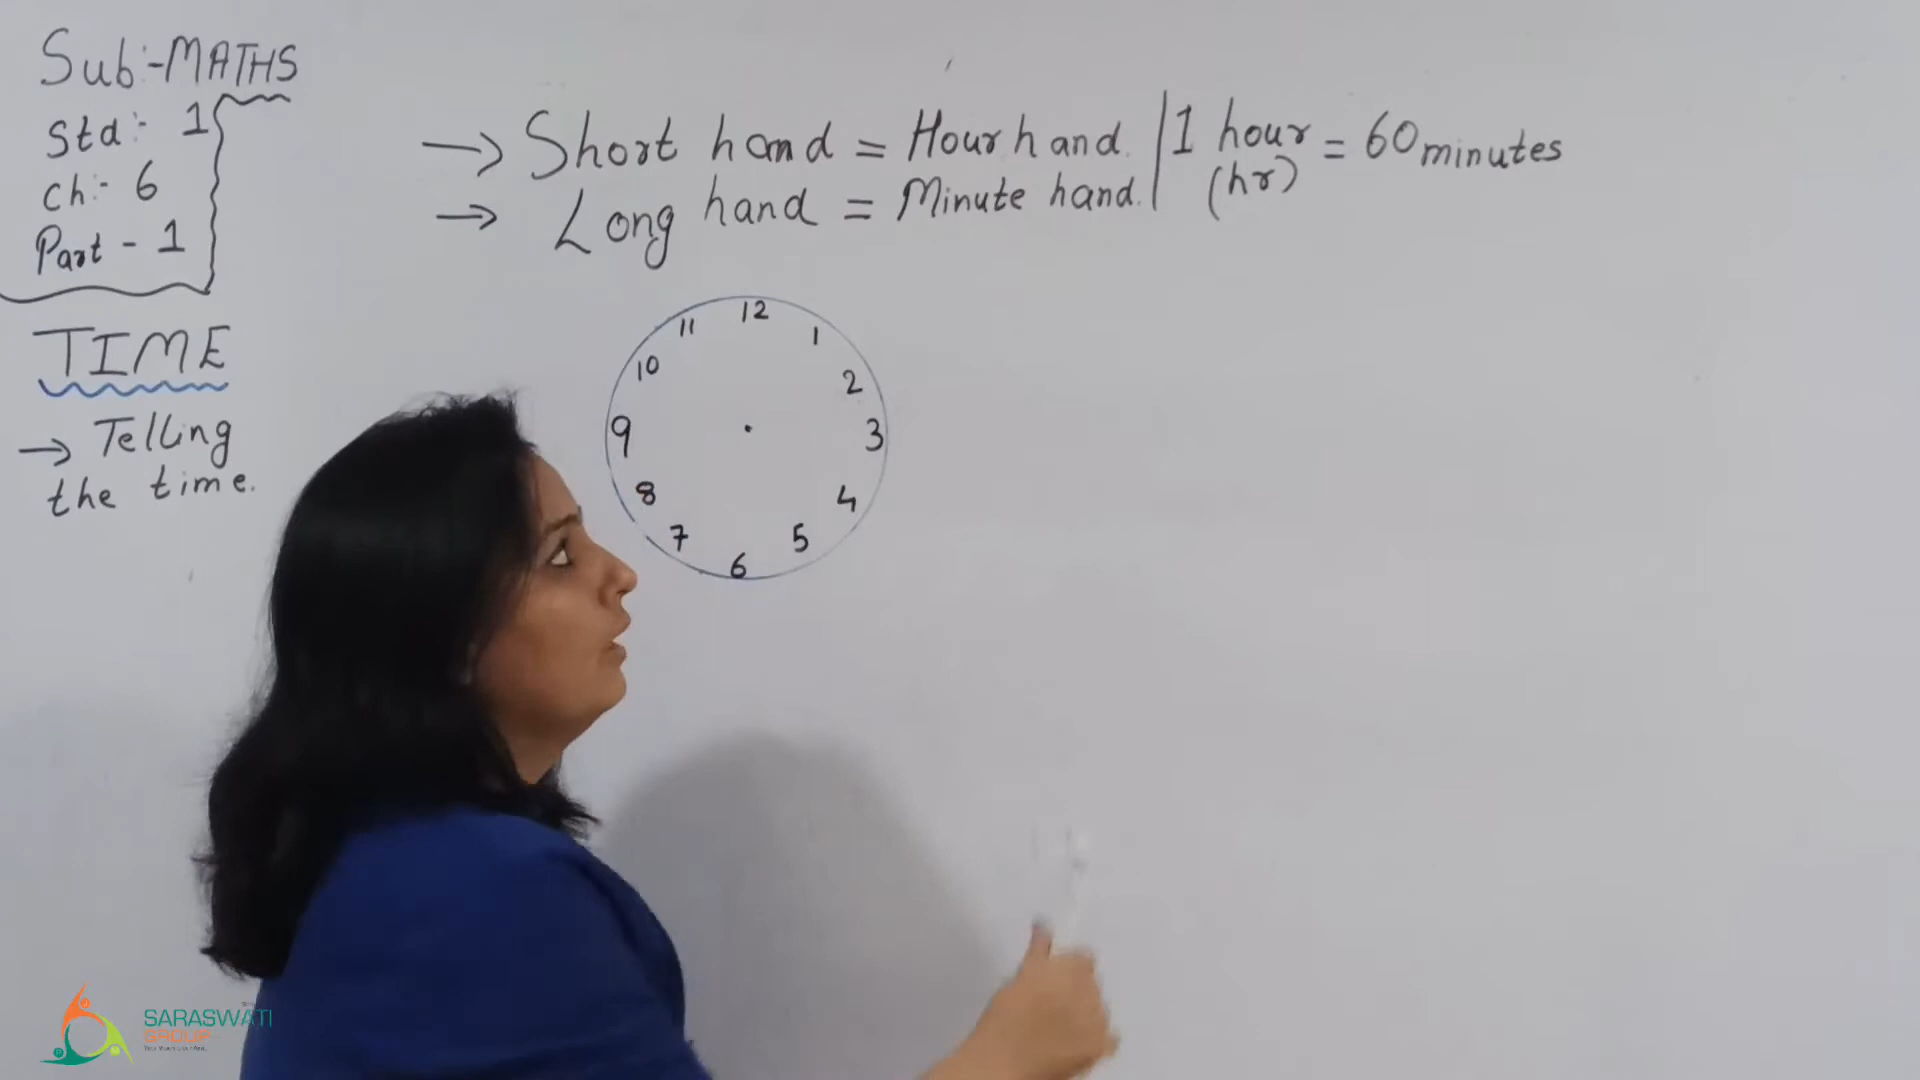 Sub:-MATHS
Std:- 1
Ch:- 6
Part - 1
TIME
→ Telling
the time.
→ Short hand = Hour hand. | 1 hour = 60 minutes
(hr)
→ Long hand = Minute hand.
12
11
1
10
2
9
3
8
4
7
5
6
SARASWATI
GROUP